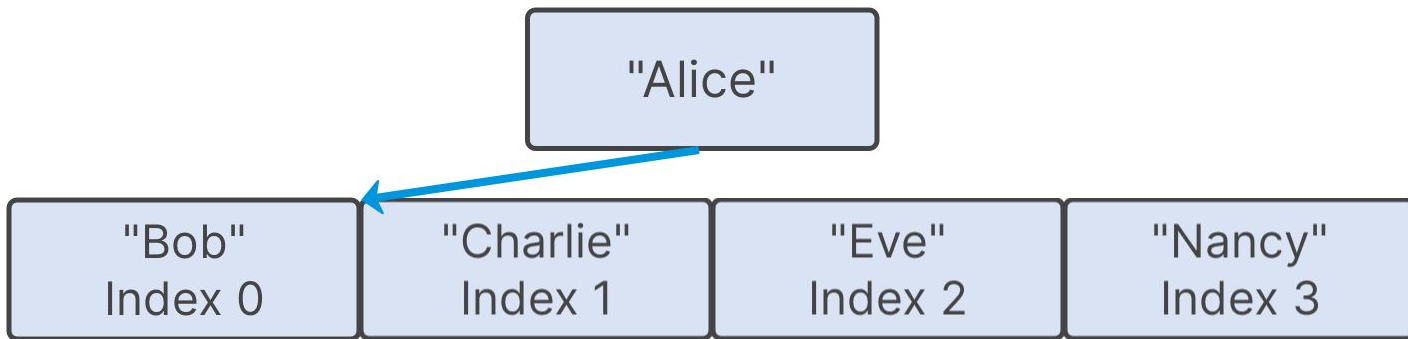 "Alice"
"Bob"
Index 0
"Charlie"
Index 1
"Eve"
Index 2
"Nancy"
Index 3